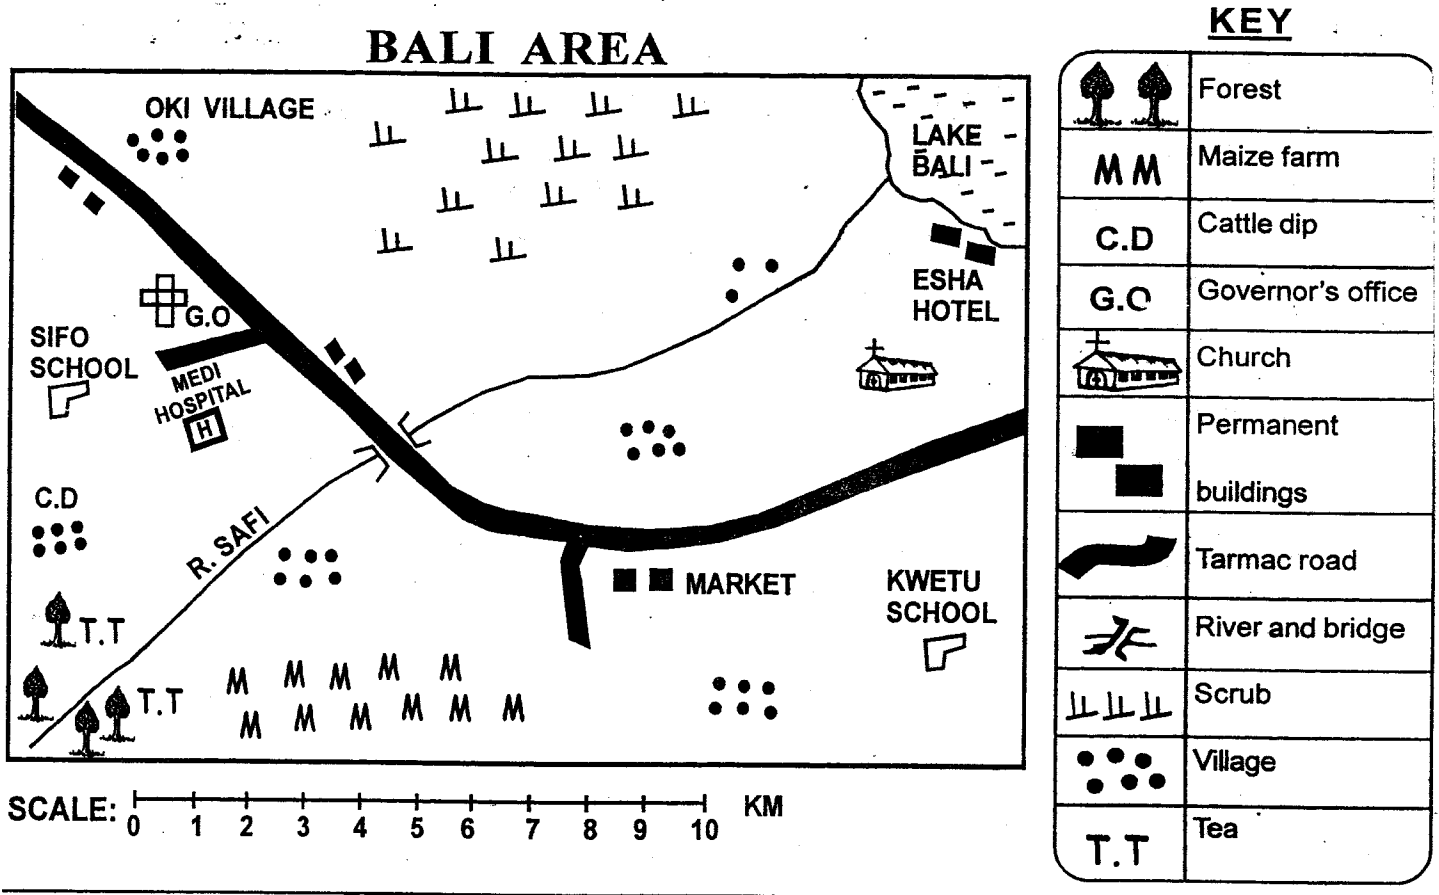 KEY
BALI AREA
OKI VILLAGE
LAKE
BALI
ESHA
HOTEL
G.O
SIFO
SCHOOL
MEDI
HOSPITAL
H
C.D
R. SAFI
MARKET
KWETU
SCHOOL
T.T
T.T
M M M M M
M M M M M M
SCALE:
0 1 2 3 4 5 6 7 8 9 10
KM
Forest
M M Maize farm
C.D Cattle dip
G.O Governor's office
Church
Permanent
buildings
Tarmac road
River and bridge
Scrub
Village
T.T Tea